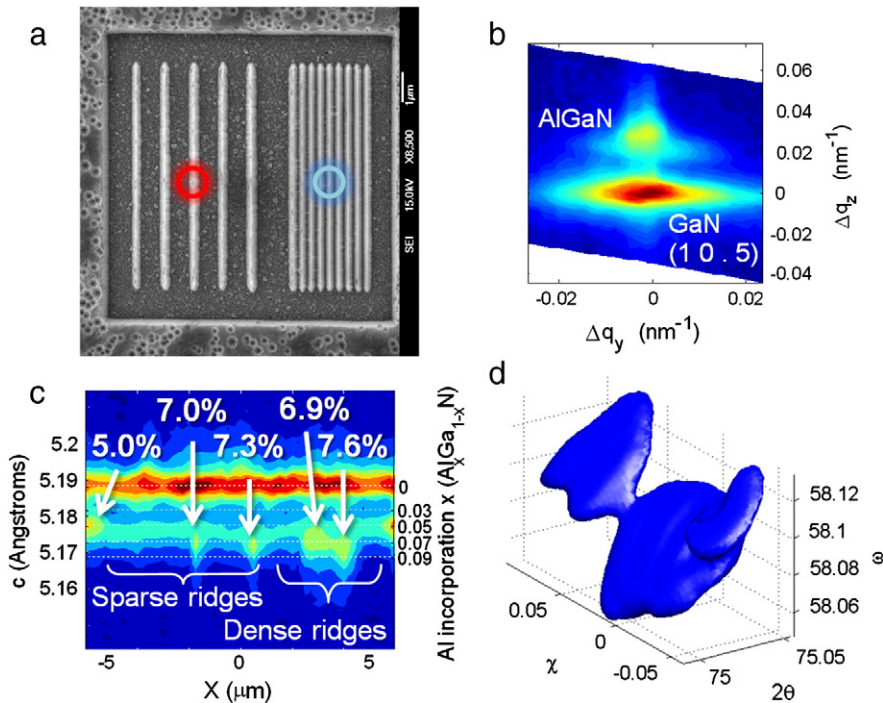 a
1μm
X8,500
15.0kV
SEI
b
AlGaN
GaN
(1 0 . 5)
0.06
0.04
0.02
0
-0.02
-0.04
Δqz (nm-1)
-0.02
0
0.02
Δqy (nm-1)
c
7.0%
6.9%
5.0%
7.3%
7.6%
5.2
5.19
5.18
5.17
5.16
c (Angstroms)
0
0.03
0.05
0.07
0.09
Al incorporation x (AlxGa1-xN)
Sparse ridges
Dense ridges
-5
0
5
X (μm)
d
58.12
58.1
58.08
58.06
ω
0.05
0
-0.05
χ
75
75.05
2θ